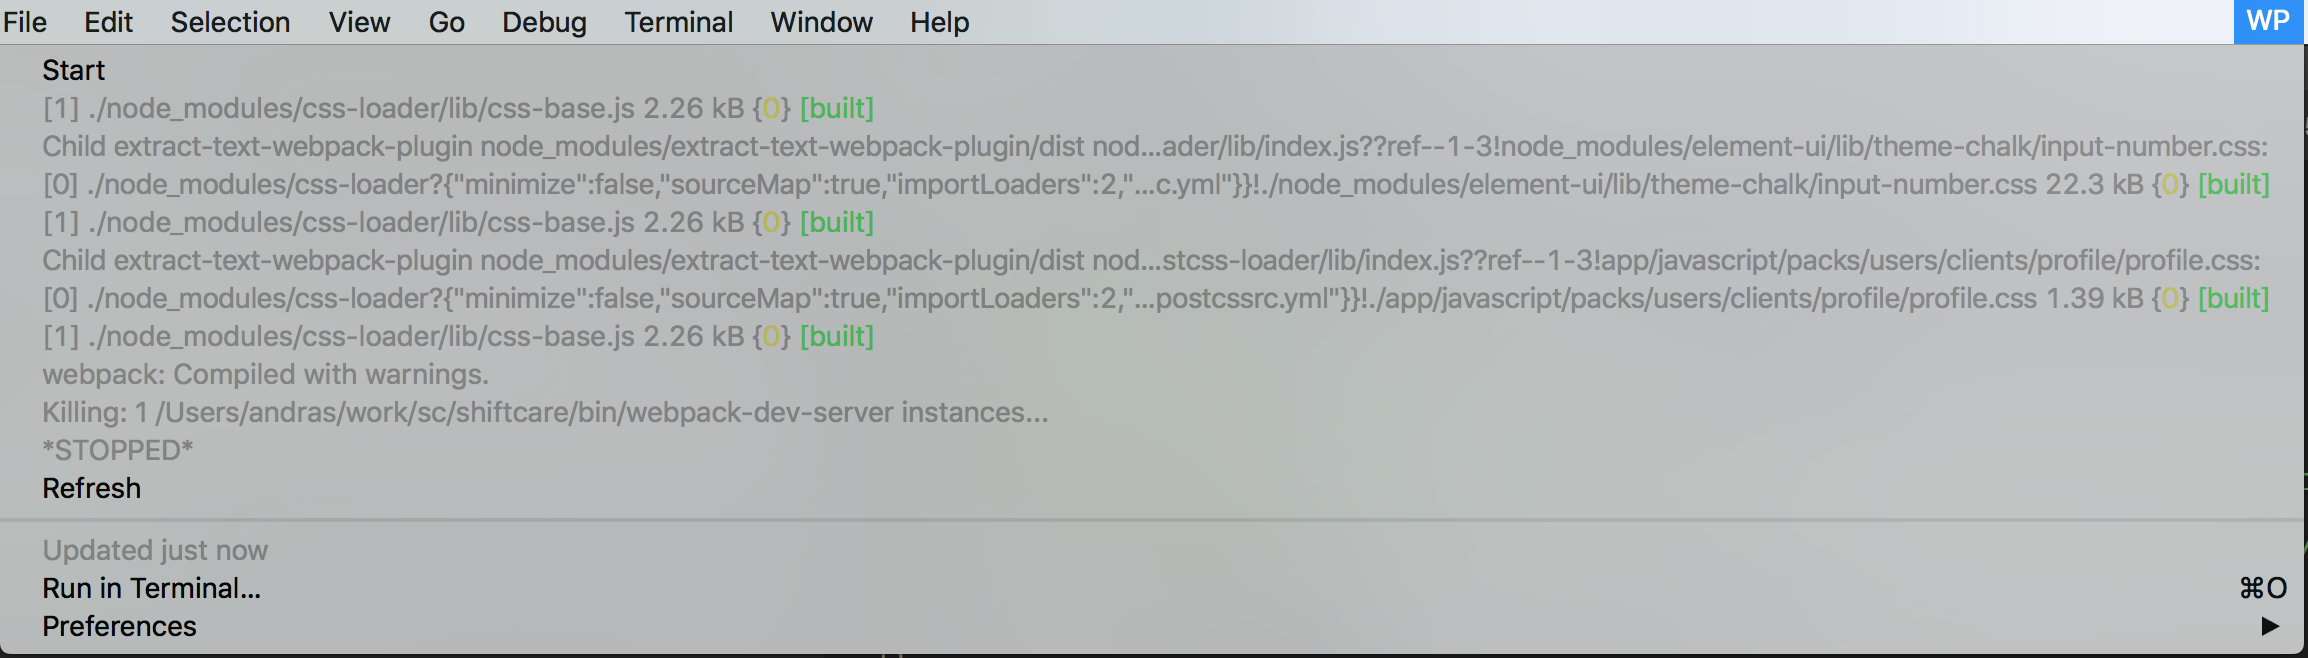 File Edit Selection View Go Debug Terminal Window Help WP
Start
[1] ./node_modules/css-loader/lib/css-base.js 2.26 kB {0} [built]
Child extract-text-webpack-plugin node_modules/extract-text-webpack-plugin/dist nod...ader/lib/index.js??ref--1-3!node_modules/element-ui/lib/theme-chalk/input-number.css:
[0] ./node_modules/css-loader?{"minimize":false,"sourceMap":true,"importLoaders":2,"...c.yml"}}!./node_modules/element-ui/lib/theme-chalk/input-number.css 22.3 kB {0} [built]
[1] ./node_modules/css-loader/lib/css-base.js 2.26 kB {0} [built]
Child extract-text-webpack-plugin node_modules/extract-text-webpack-plugin/dist nod...stcss-loader/lib/index.js??ref--1-3!app/javascript/packs/users/clients/profile/profile.css:
[0] ./node_modules/css-loader?{"minimize":false,"sourceMap":true,"importLoaders":2,"...postcssrc.yml"}}!./app/javascript/packs/users/clients/profile/profile.css 1.39 kB {0} [built]
[1] ./node_modules/css-loader/lib/css-base.js 2.26 kB {0} [built]
webpack: Compiled with warnings.
Killing: 1 /Users/andras/work/sc/shiftcare/bin/webpack-dev-server instances...
*STOPPED*
Refresh
Updated just now
Run in Terminal... ⌘O
Preferences ▶